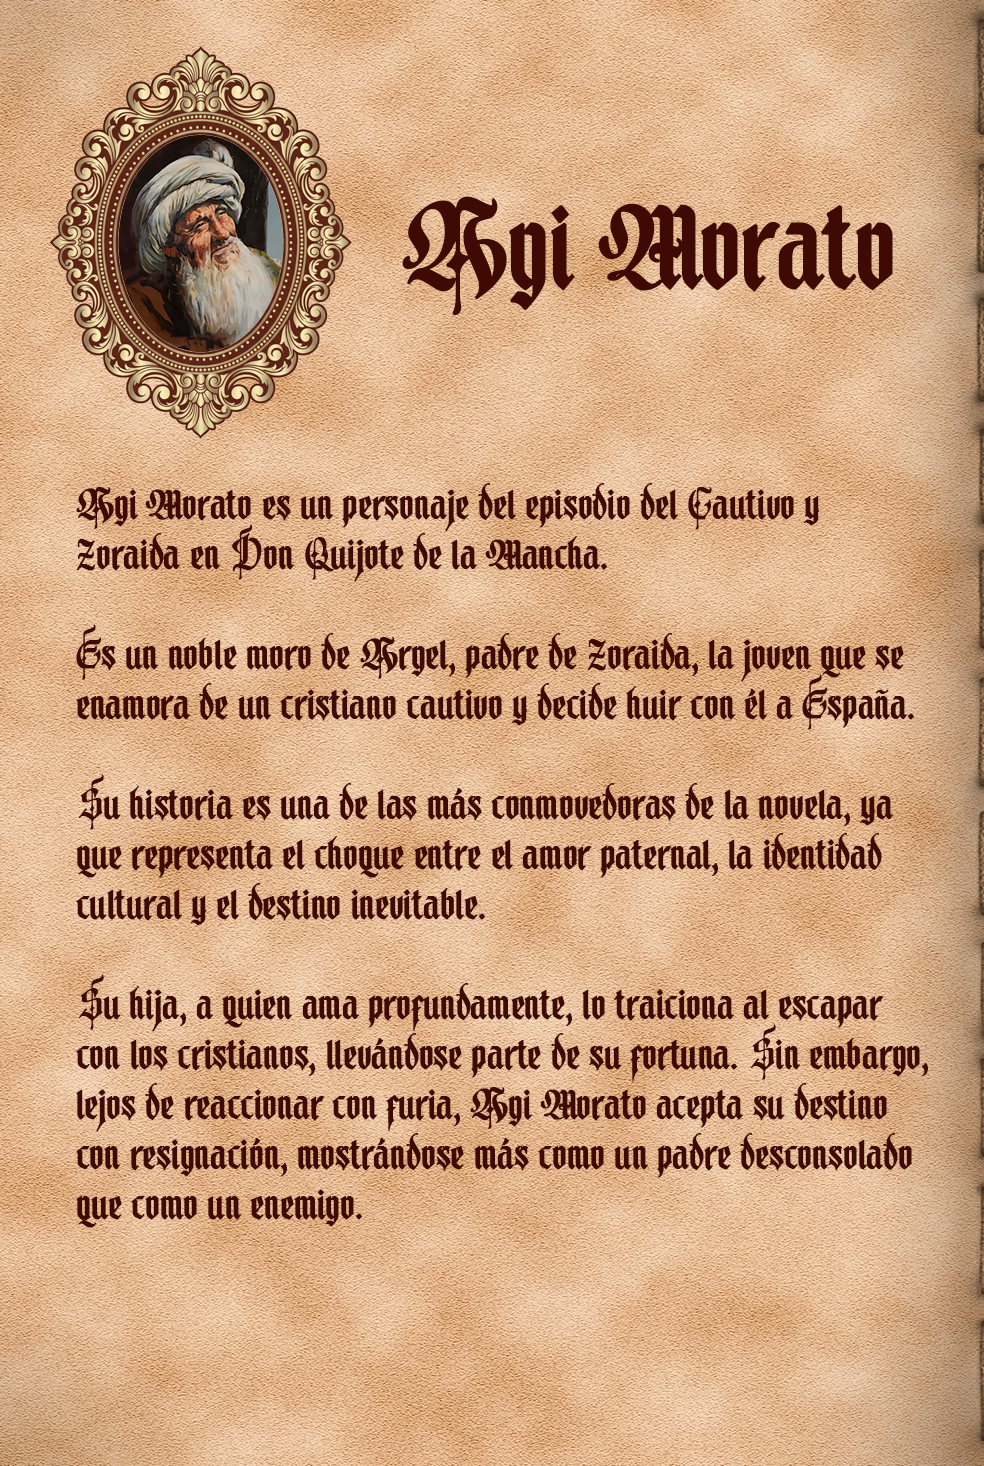 Agi Morato
Agi Morato es un personaje del episodio del Cautivo y
Zoraida en Don Quijote de la Mancha.
Es un noble moro de Argel, padre de Zoraida, la joven que se
enamora de un cristiano cautivo y decide huir con él a España.
Su historia es una de las más conmovedoras de la novela, ya
que representa el choque entre el amor paternal, la identidad
cultural y el destino inevitable.
Su hija, a quien ama profundamente, lo traiciona al escapar
con los cristianos, llevándose parte de su fortuna. Sin embargo,
lejos de reaccionar con furia, Agi Morato acepta su destino
con resignación, mostrándose más como un padre desconsolado
que como un enemigo.